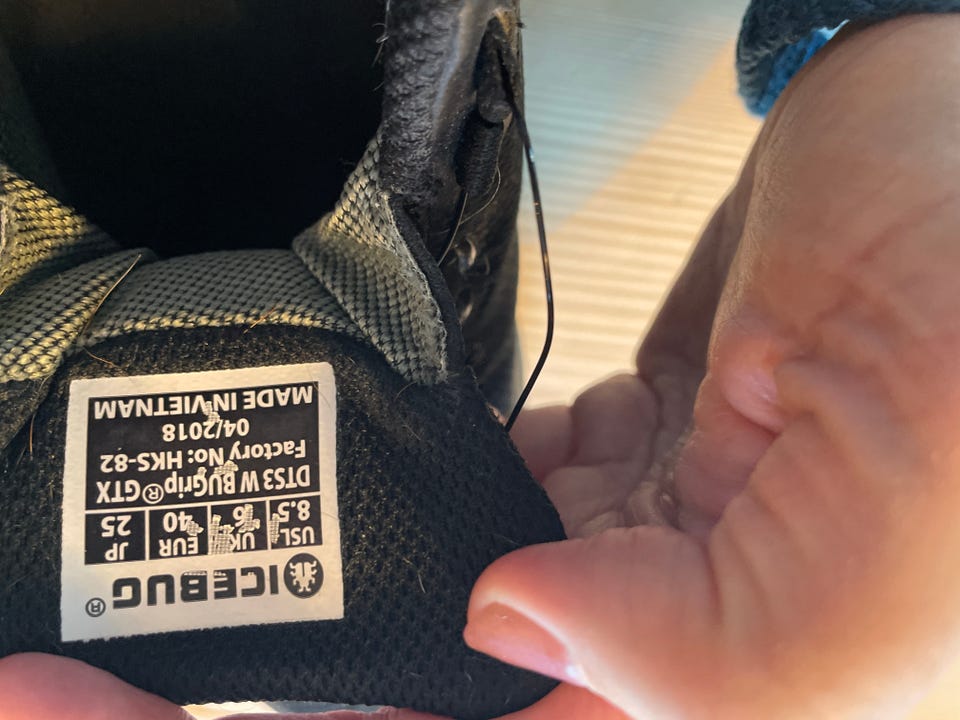 ICEBUG®
USL UK EUR JP
8.5 6 40 25
DTS3 W BUGrip®GTX
Factory No: HKS-82
04/2018
MADE IN VIETNAM